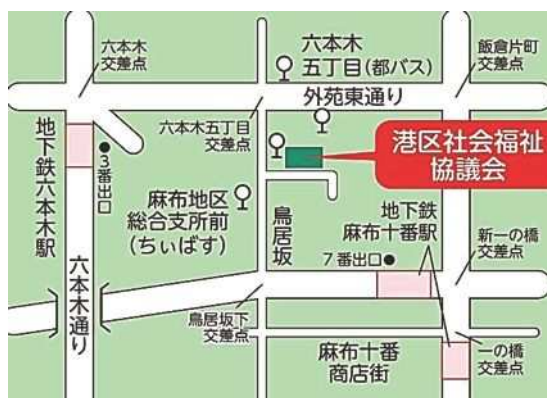 六本木
交差点
六本木
五丁目(都バス)
飯倉片町
交差点
外苑東通り
地下鉄六本木駅
3番出口
六本木五丁目
交差点
港区社会福祉
協議会
麻布地区
総合支所前
(ちぃばす)
鳥居坂
地下鉄
麻布十番駅
7番出口
新一の橋
交差点
六本木通り
鳥居坂下
交差点
麻布十番
商店街
一の橋
交差点